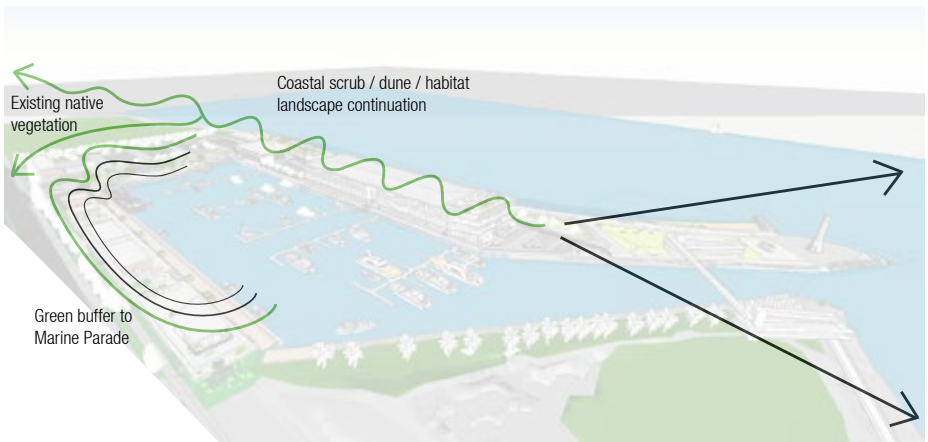 Coastal scrub / dune / habitat
landscape continuation
Existing native
vegetation
Green buffer to
Marine Parade